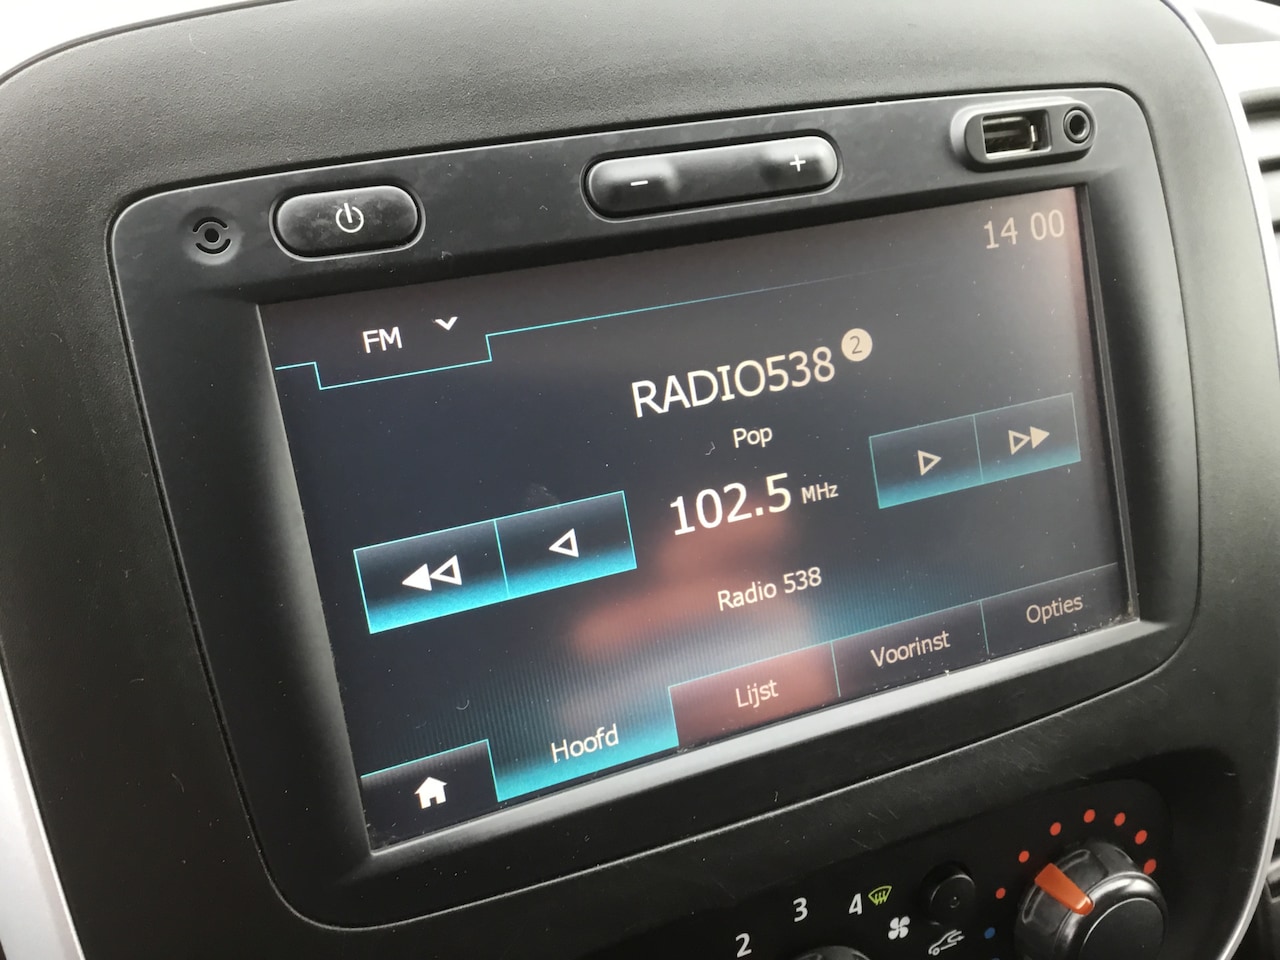 14 00
FM
RADIO538 2
Pop
102.5 MHz
Radio 538
Hoofd Lijst Voorinst Opties
2 3 4